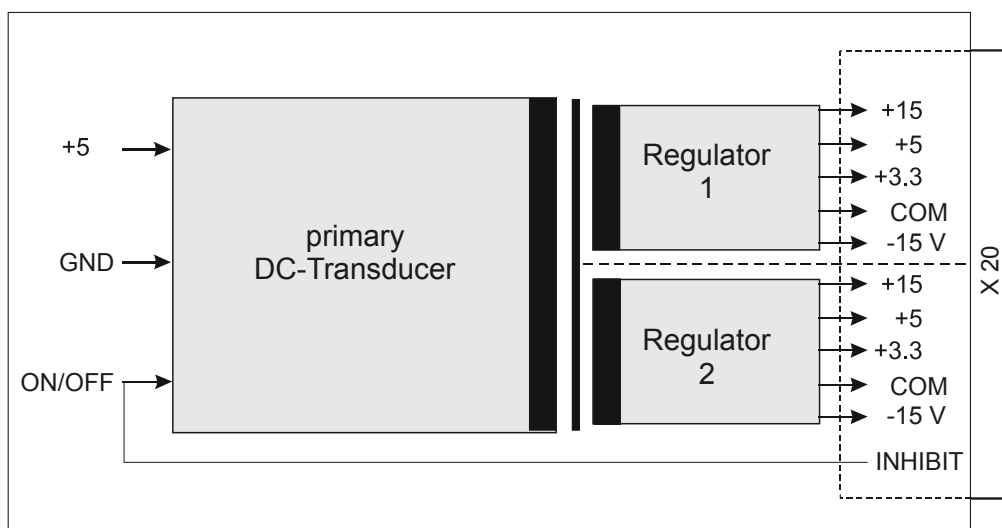 +5
GND
ON/OFF
primary
DC-Transducer
Regulator
1
+15
+5
+3.3
COM
-15 V
Regulator
2
+15
+5
+3.3
COM
-15 V
INHIBIT
X 20